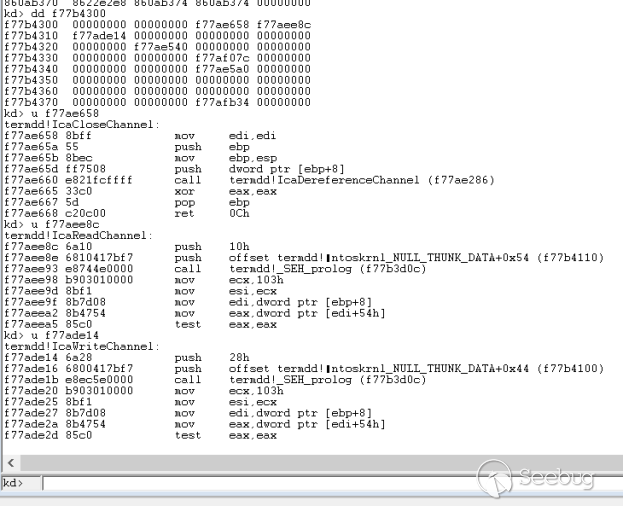 860ab370  8622e2e8 860ab374 860ab374 00000000
kd> dd f77b4300
f77b4300  00000000 00000000 f77ae658 f77aee8c
f77b4310  f77ade14 00000000 00000000 00000000
f77b4320  00000000 f77ae540 00000000 00000000
f77b4330  00000000 00000000 f77af07c 00000000
f77b4340  00000000 00000000 f77ae5a0 00000000
f77b4350  00000000 00000000 00000000 00000000
f77b4360  00000000 00000000 00000000 00000000
f77b4370  00000000 00000000 f77afb34 00000000
kd> u f77ae658
termdd!IcaCloseChannel:
f77ae658 8bff            mov     edi,edi
f77ae65a 55              push    ebp
f77ae65b 8bec            mov     ebp,esp
f77ae65d ff7508          push    dword ptr [ebp+8]
f77ae660 e821fcffff      call    termdd!IcaDereferenceChannel (f77ae286)
f77ae665 33c0            xor     eax,eax
f77ae667 5d              pop     ebp
f77ae668 c20c00          ret     0Ch
kd> u f77aee8c
termdd!IcaReadChannel:
f77aee8c 6a10            push    10h
f77aee8e 6810417bf7      push    offset termdd!▮ntoskrnl_NULL_THUNK_DATA+0x54 (f77b4110)
f77aee93 e8744e0000      call    termdd!_SEH_prolog (f77b3d0c)
f77aee98 b903010000      mov     ecx,103h
f77aee9d 8bf1            mov     esi,ecx
f77aee9f 8b7d08          mov     edi,dword ptr [ebp+8]
f77aeea2 8b4754          mov     eax,dword ptr [edi+54h]
f77aeea5 85c0            test    eax,eax
kd> u f77ade14
termdd!IcaWriteChannel:
f77ade14 6a28            push    28h
f77ade16 6800417bf7      push    offset termdd!▮ntoskrnl_NULL_THUNK_DATA+0x44 (f77b4100)
f77ade1b e8ec5e0000      call    termdd!_SEH_prolog (f77b3d0c)
f77ade20 b903010000      mov     ecx,103h
f77ade25 8bf1            mov     esi,ecx
f77ade27 8b7d08          mov     edi,dword ptr [ebp+8]
f77ade2a 8b4754          mov     eax,dword ptr [edi+54h]
f77ade2d 85c0            test    eax,eax
kd>
Seebug